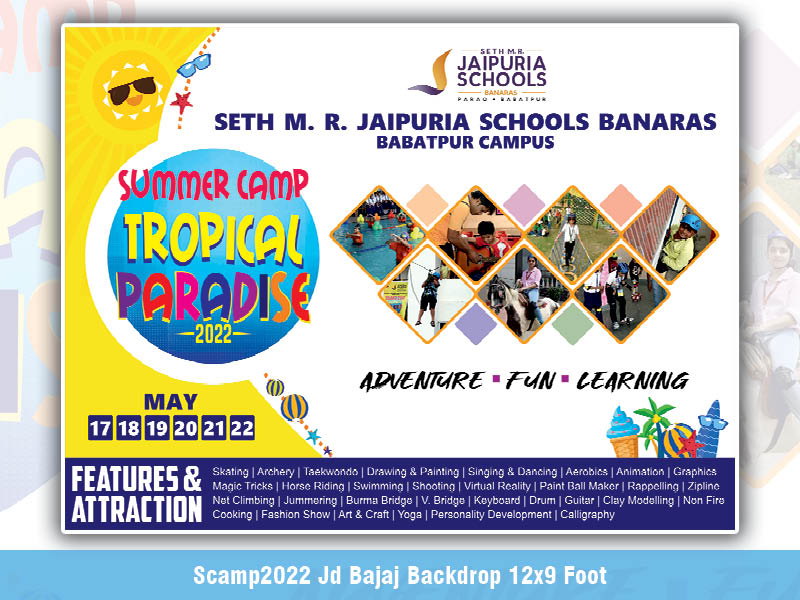 SETH M.R.
JAIPURIA
SCHOOLS
BANARAS
PARAO • BABATPUR
SETH M. R. JAIPURIA SCHOOLS BANARAS
BABATPUR CAMPUS
SUMMER CAMP
TROPICAL
PARADISE
2022
ADVENTURE ▪ FUN ▪ LEARNING
MAY
17 18 19 20 21 22
FEATURES &
ATTRACTION
Skating | Archery | Taekwondo | Drawing & Painting | Singing & Dancing | Aerobics | Animation | Graphics
Magic Tricks | Horse Riding | Swimming | Shooting | Virtual Reality | Paint Ball Maker | Rappelling | Zipline
Net Climbing | Jummering | Burma Bridge | V. Bridge | Keyboard | Drum | Guitar | Clay Modelling | Non Fire
Cooking | Fashion Show | Art & Craft | Yoga | Personality Development | Calligraphy
Scamp2022 Jd Bajaj Backdrop 12x9 Foot